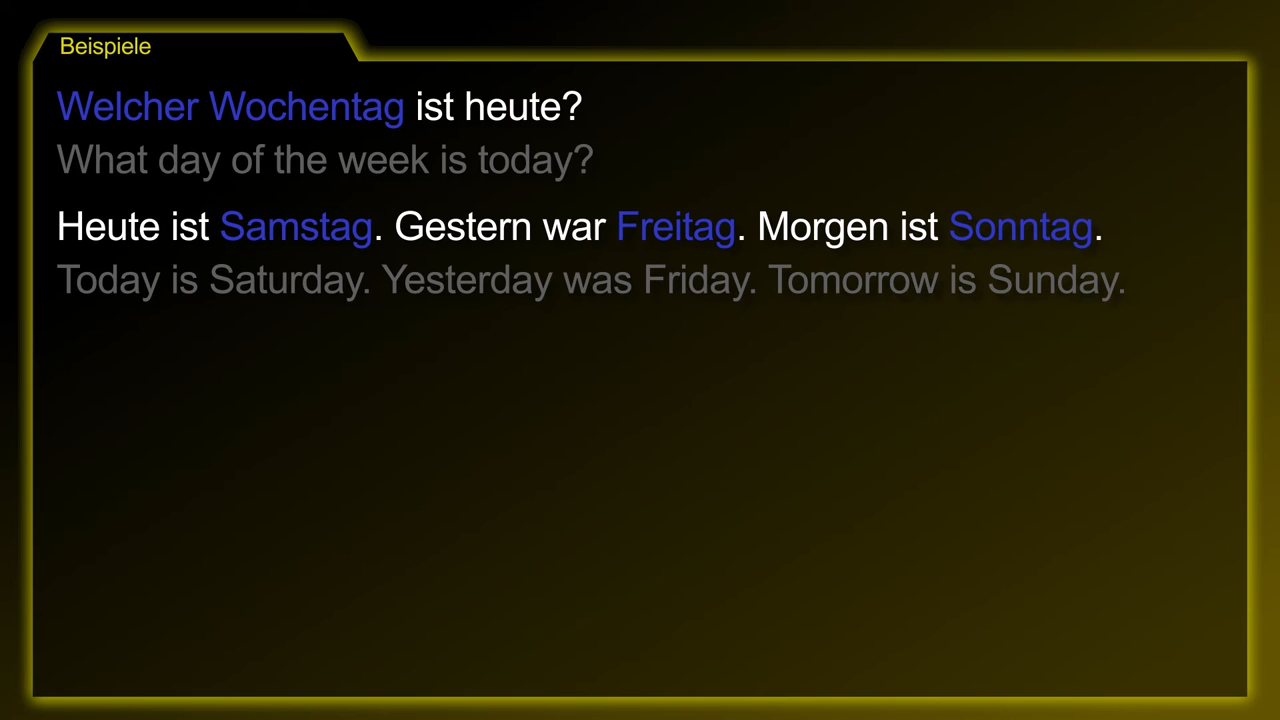 Beispiele
Welcher Wochentag ist heute?
What day of the week is today?
Heute ist Samstag. Gestern war Freitag. Morgen ist Sonntag.
Today is Saturday. Yesterday was Friday. Tomorrow is Sunday.